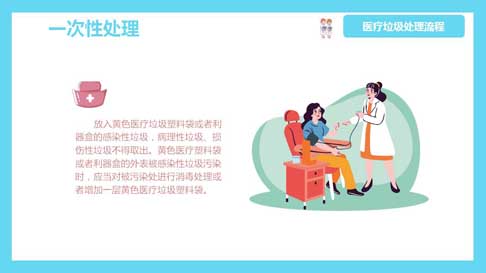 一次性处理
医疗垃圾处理流程
放入黄色医疗垃圾塑料袋或者利
器盒的感染性垃圾，病理性垃圾、损
伤性垃圾不得取出。黄色医疗塑料袋
或者利器盒的外表被感染性垃圾污染
时，应当对被污染处进行消毒处理或
者增加一层黄色医疗垃圾塑料袋。